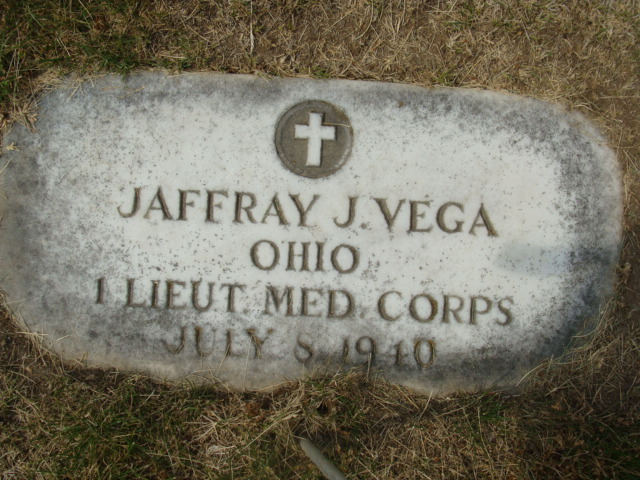 JAFFRAY J. VEGA
OHIO
1 LIEUT. MED. CORPS
JULY 8 1940